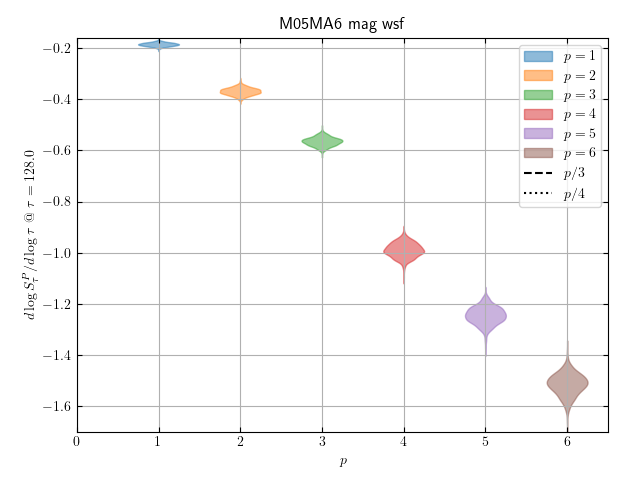 M05MA6 mag wsf
−0.2
−0.4
−0.6
−0.8
−1.0
−1.2
−1.4
−1.6
d log S_τ^P / d log τ @ τ = 128.0
0 1 2 3 4 5 6
p
p = 1
p = 2
p = 3
p = 4
p = 5
p = 6
p/3
p/4